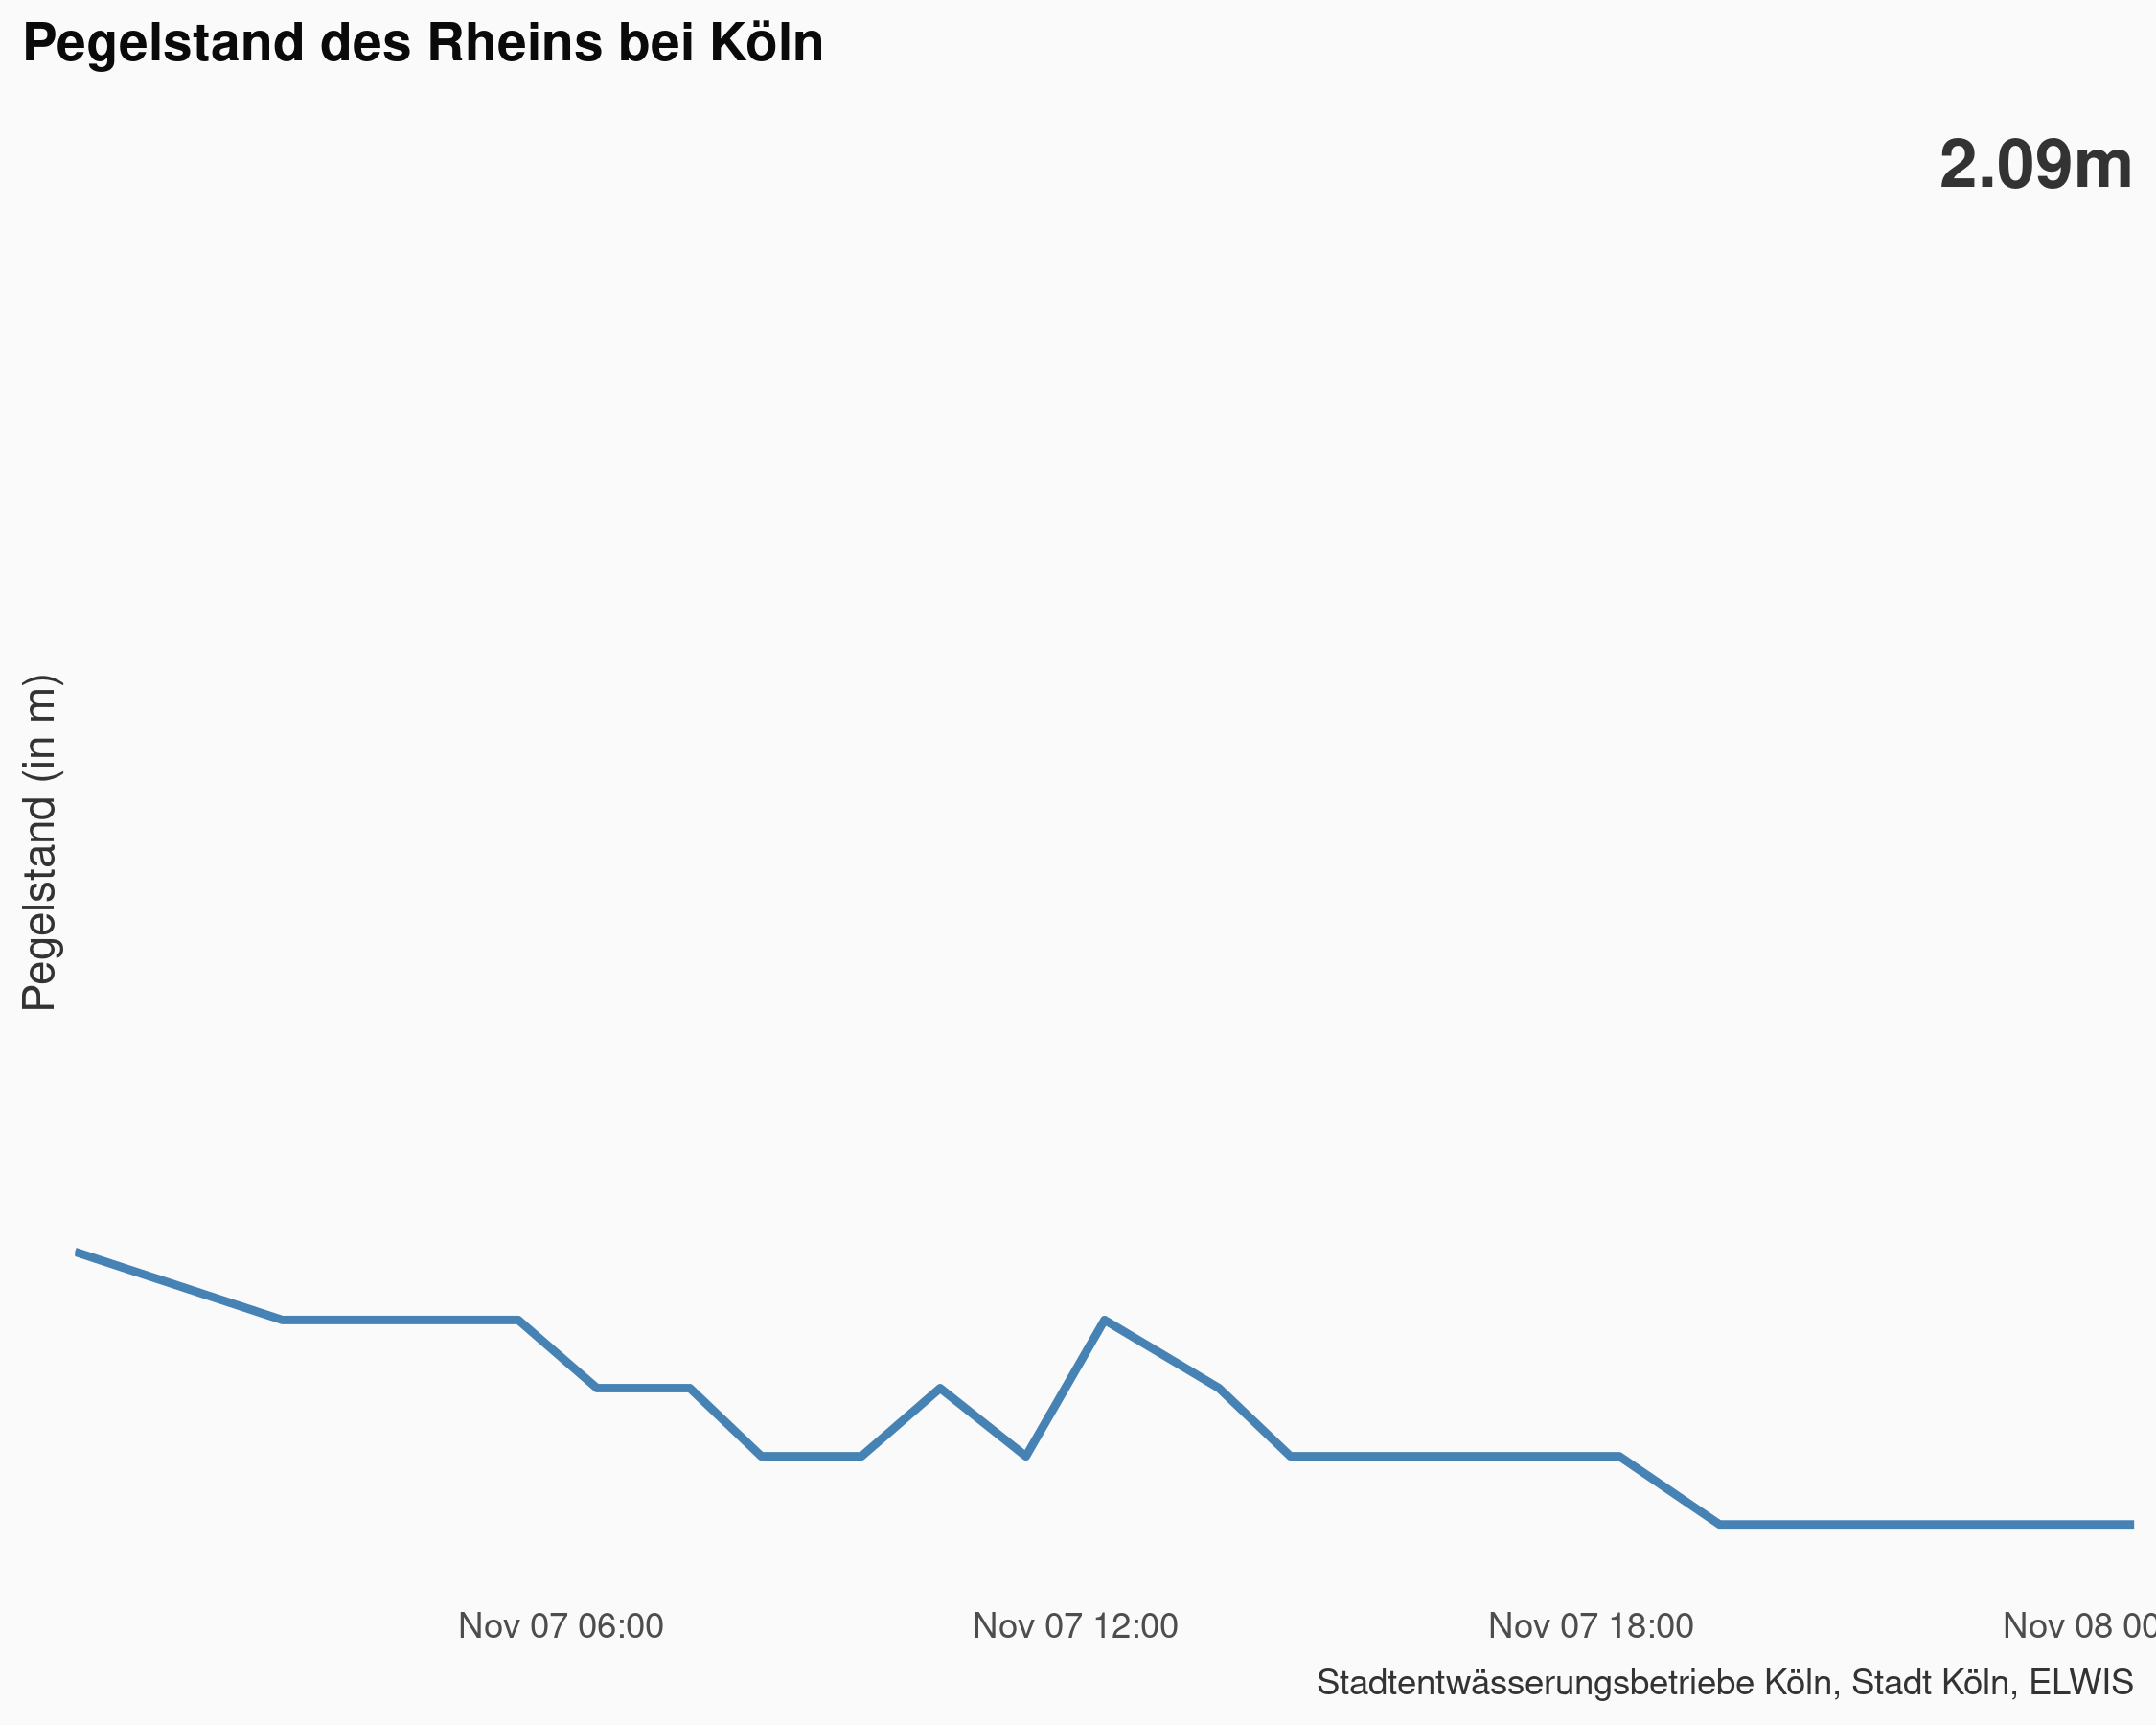 Pegelstand des Rheins bei Köln
2.09m
Pegelstand (in m)
Nov 07 06:00
Nov 07 12:00
Nov 07 18:00
Nov 08 00
Stadtentwässerungsbetriebe Köln, Stadt Köln, ELWIS